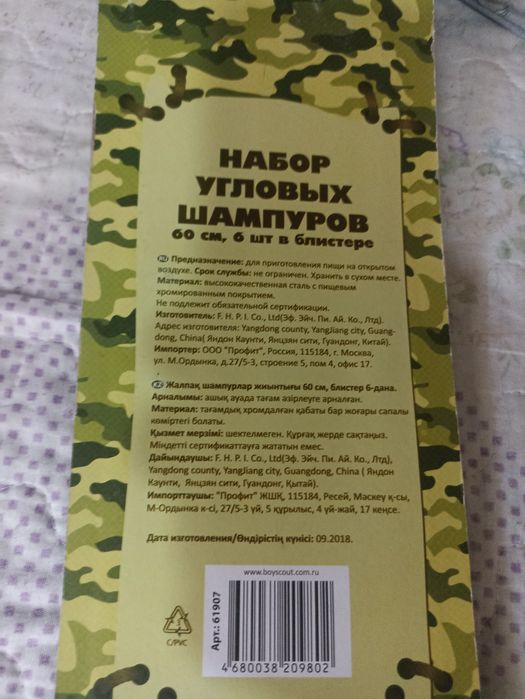 НАБОР
УГЛОВЫХ
ШАМПУРОВ
60 см, 6 шт в блистере
RU Предназначение: для приготовления пищи на открытом
воздухе. Срок службы: не ограничен. Хранить в сухом месте.
Материал: высококачественная сталь с пищевым
хромированным покрытием.
Не подлежит обязательной сертификации.
Изготовитель: F. H. P. I. Co., Ltd(Эф. Эйч. Пи. Ай. Ко., Лтд).
Адрес изготовителя: Yangdong county, YangJiang city, Guang-
dong, China( Яндон Каунти, Янцзян сити, Гуандонг, Китай).
Импортер: ООО "Профит", Россия, 115184, г. Москва,
ул. М.Ордынка, д.27/5-3, строение 5, пом 4, офис 17.
KZ Жалпақ шампурлар жиынтығы 60 см, блистер 6-дана.
Арналымы: ашық ауада тағам азірлеуге арналған.
Материал: тағамдық хромдалған қабаты бар жоғары сапалы
көміртегі болаты.
Қызмет мерзімі: шектелмеген. Құрғақ жерде сақтаңыз.
Міндетті сертификаттауға жататын емес.
Дайындаушы: F. H. P. I. Co., Ltd(Эф. Эйч. Пи. Ай. Ко., Лтд),
Yangdong county, YangJiang city, Guangdong, China ( Яндон
Каунти, Янцзян сити, Гуандонг, Қытай).
Импорттаушы: "Профит" ЖШҚ, 115184, Ресей, Маскеу қ-сы,
М-Ордынка к-сі, 27/5-3 үй, 5 құрылыс, 4 үй-жай, 17 кеңсе.
Дата изготовления/Өндірістің күнісі: 09.2018.
www.boyscout.com.ru
Арт.: 61907
3
C/PVC
4 680038 209802